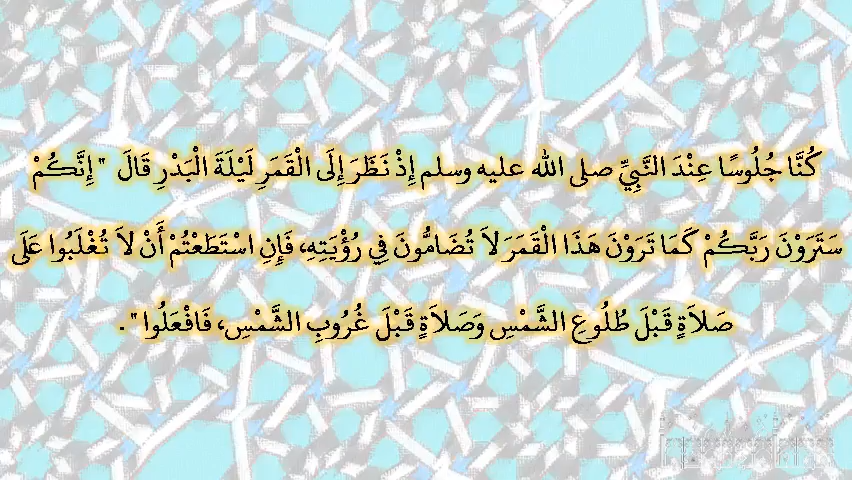 كُنَّا جُلُوسًا عِنْدَ النَّبِيِّ صلى الله عليه وسلم إِذْ نَظَرَ إِلَى الْقَمَرِ لَيْلَةَ الْبَدْرِ قَالَ ‏"‏ إِنَّكُمْ
سَتَرَوْنَ رَبَّكُمْ كَمَا تَرَوْنَ هَذَا الْقَمَرَ لاَ تُضَامُّونَ فِي رُؤْيَتِهِ، فَإِنِ اسْتَطَعْتُمْ أَنْ لاَ تُغْلَبُوا عَلَى
صَلاَةٍ قَبْلَ طُلُوعِ الشَّمْسِ وَصَلاَةٍ قَبْلَ غُرُوبِ الشَّمْسِ، فَافْعَلُوا ‏"‏‏.‏